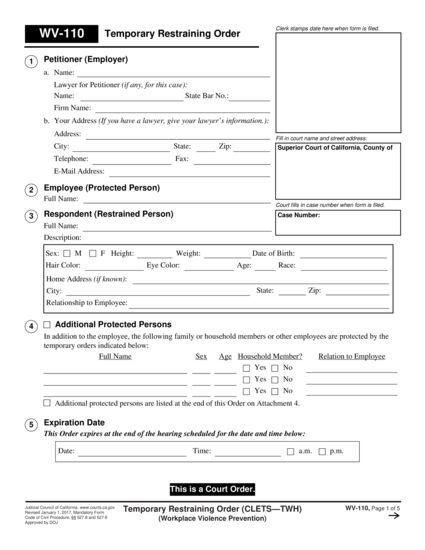 WV-110 Temporary Restraining Order
Clerk stamps date here when form is filed.
1 Petitioner (Employer)
a. Name:
Lawyer for Petitioner (if any, for this case):
Name: State Bar No.:
Firm Name:
b. Your Address (If you have a lawyer, give your lawyer's information.):
Address:
City: State: Zip:
Telephone: Fax:
E-Mail Address:
Fill in court name and street address:
Superior Court of California, County of
2 Employee (Protected Person)
Full Name:
Court fills in case number when form is filed.
Case Number:
3 Respondent (Restrained Person)
Full Name:
Description:
Sex: M F Height: Weight: Date of Birth:
Hair Color: Eye Color: Age: Race:
Home Address (if known):
City: State: Zip:
Relationship to Employee:
4 Additional Protected Persons
In addition to the employee, the following family or household members or other employees are protected by the
temporary orders indicated below:
Full Name Sex Age Household Member? Relation to Employee
Yes No
Yes No
Yes No
Additional protected persons are listed at the end of this Order on Attachment 4.
5 Expiration Date
This Order expires at the end of the hearing scheduled for the date and time below:
Date: Time: a.m. p.m.
This is a Court Order.
Judicial Council of California, www.courts.ca.gov
Revised January 1, 2017, Mandatory Form
Code of Civil Procedure, §§ 527.8 and 527.9
Approved by DOJ
Temporary Restraining Order (CLETS—TWH)
(Workplace Violence Prevention)
WV-110, Page 1 of 5